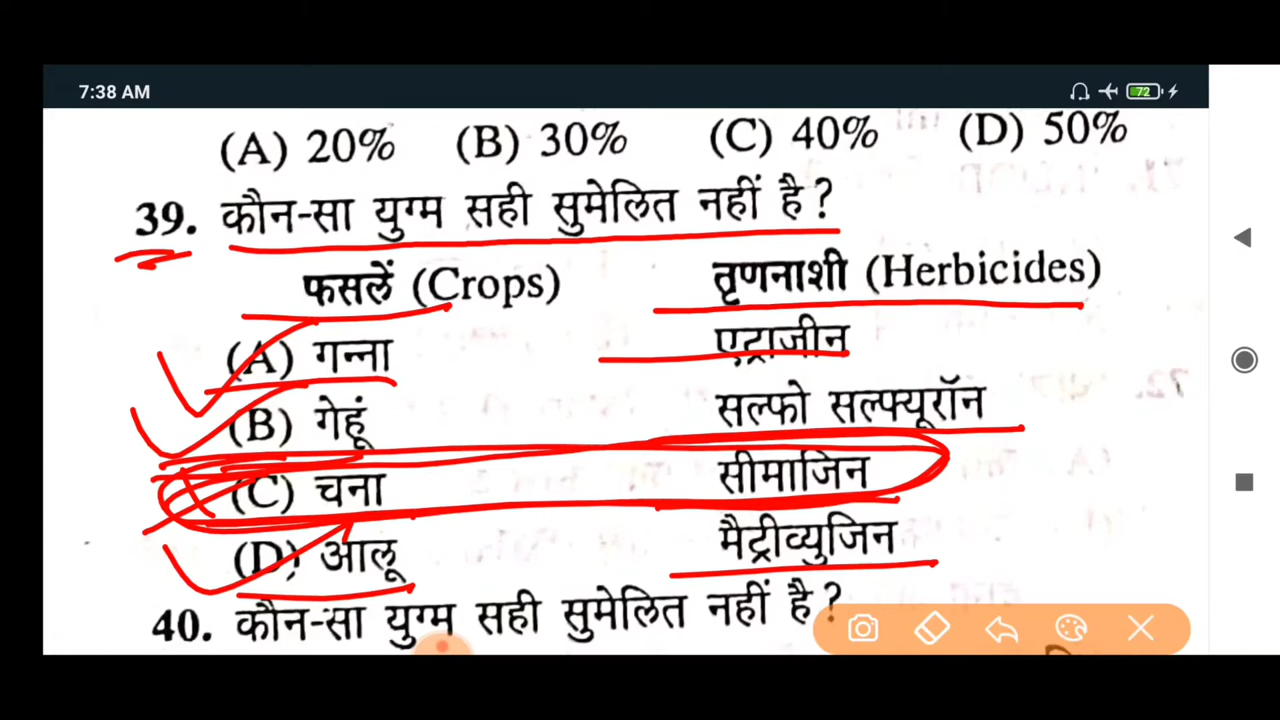 7:38 AM
72
(A) 20% (B) 30% (C) 40% (D) 50%
39. कौन-सा युग्म सही सुमेलित नहीं है ?
फसलें (Crops) तृणनाशी (Herbicides)
(A) गन्ना एट्राजीन
(B) गेहूं सल्फो सल्फ्यूरॉन
(C) चना सीमाजिन
(D) आलू मैट्रीव्युजिन
40. कौन-सा युग्म सही सुमेलित नहीं है ?